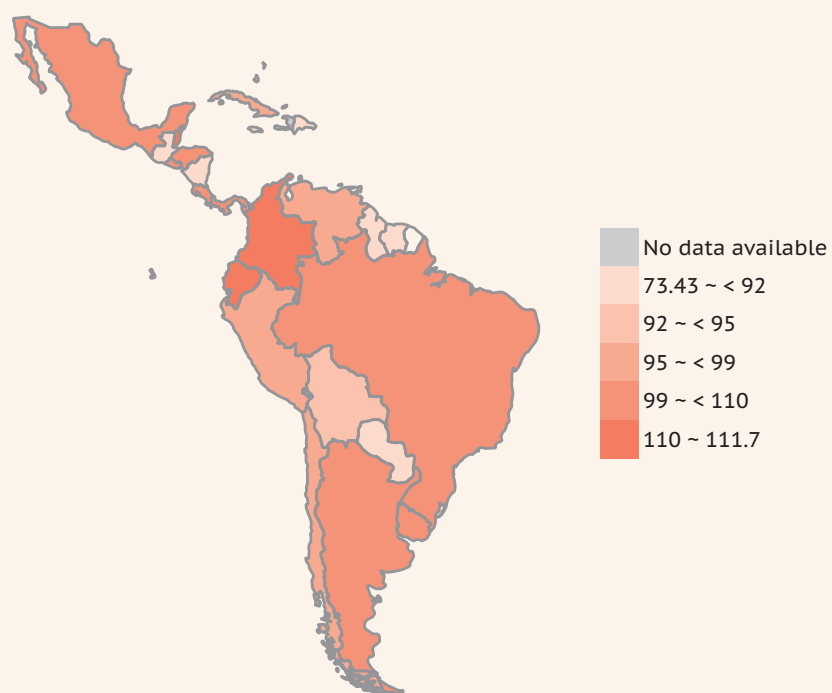 No data available
73.43 ~ < 92
92 ~ < 95
95 ~ < 99
99 ~ < 110
110 ~ 111.7